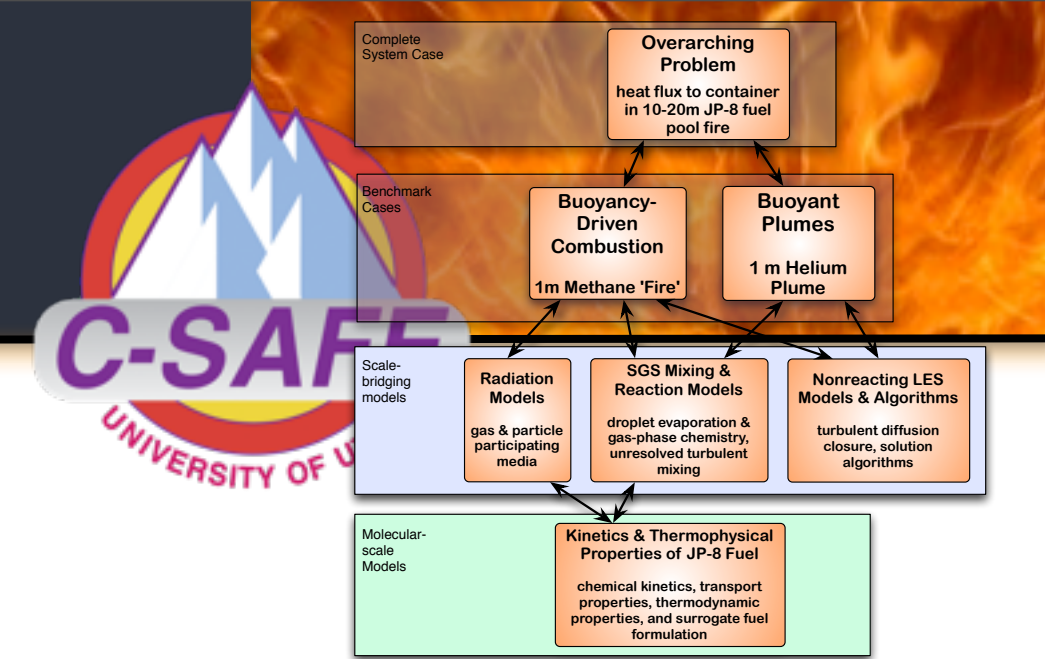 Complete
System Case
Overarching
Problem
heat flux to container
in 10-20m JP-8 fuel
pool fire
Benchmark
Cases
Buoyancy-
Driven
Combustion
1m Methane 'Fire'
Buoyant
Plumes
1 m Helium
Plume
C-SAFE
UNIVERSITY OF U
Scale-
bridging
models
Radiation
Models
gas & particle
participating
media
SGS Mixing &
Reaction Models
droplet evaporation &
gas-phase chemistry,
unresolved turbulent
mixing
Nonreacting LES
Models & Algorithms
turbulent diffusion
closure, solution
algorithms
Molecular-
scale
Models
Kinetics & Thermophysical
Properties of JP-8 Fuel
chemical kinetics, transport
properties, thermodynamic
properties, and surrogate fuel
formulation